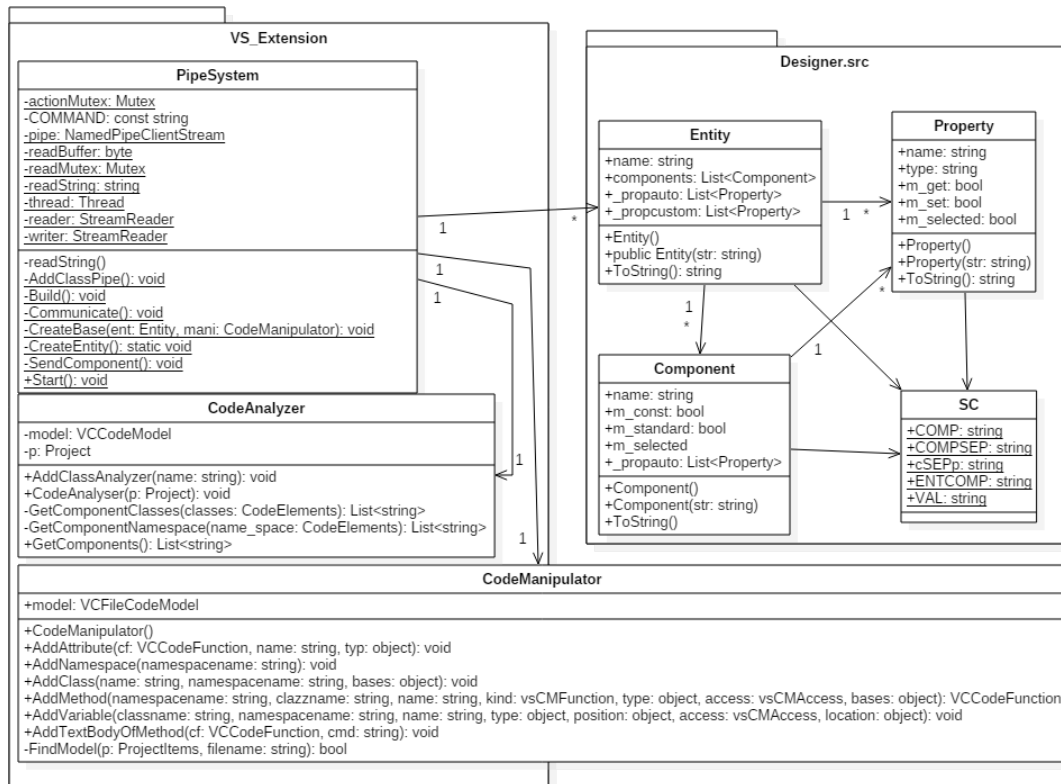 VS_Extension
PipeSystem
-actionMutex: Mutex
-COMMAND: const string
-pipe: NamedPipeClientStream
-readBuffer: byte
-readMutex: Mutex
-readString: string
-thread: Thread
-reader: StreamReader
-writer: StreamReader
-readString()
-AddClassPipe(): void
-Build(): void
-Communicate(): void
-CreateBase(ent: Entity, mani: CodeManipulator): void
-CreateEntity(): static void
-SendComponent(): void
+Start(): void
1
*
1
1
CodeAnalyzer
-model: VCCodeModel
-p: Project
+AddClassAnalyzer(name: string): void
+CodeAnalyser(p: Project): void
-GetComponentClasses(classes: CodeElements): List<string>
-GetComponentNamespace(name_space: CodeElements): List<string>
+GetComponents(): List<string>
1
1
Designer.src
Entity
+name: string
+components: List<Component>
+_propauto: List<Property>
+_propcustom: List<Property>
+Entity()
+public Entity(str: string)
+ToString(): string
1
*
Property
+name: string
+type: string
+m_get: bool
+m_set: bool
+m_selected: bool
+Property()
+Property(str: string)
+ToString(): string
1
*
*
1
Component
+name: string
+m_const: bool
+m_standard: bool
+m_selected
+_propauto: List<Property>
+Component()
+Component(str: string)
+ToString()
SC
+COMP: string
+COMPSEP: string
+cSEPp: string
+ENTCOMP: string
+VAL: string
CodeManipulator
+model: VCFileCodeModel
+CodeManipulator()
+AddAttribute(cf: VCCodeFunction, name: string, typ: object): void
+AddNamespace(namespacename: string): void
+AddClass(name: string, namespacename: string, bases: object): void
+AddMethod(namespacename: string, clazzname: string, name: string, kind: vsCMFunction, type: object, access: vsCMAccess, bases: object): VCCodeFunction
+AddVariable(classname: string, namespacename: string, name: string, type: object, position: object, access: vsCMAccess, location: object): void
+AddTextBodyOfMethod(cf: VCCodeFunction, cmd: string): void
-FindModel(p: ProjectItems, filename: string): bool